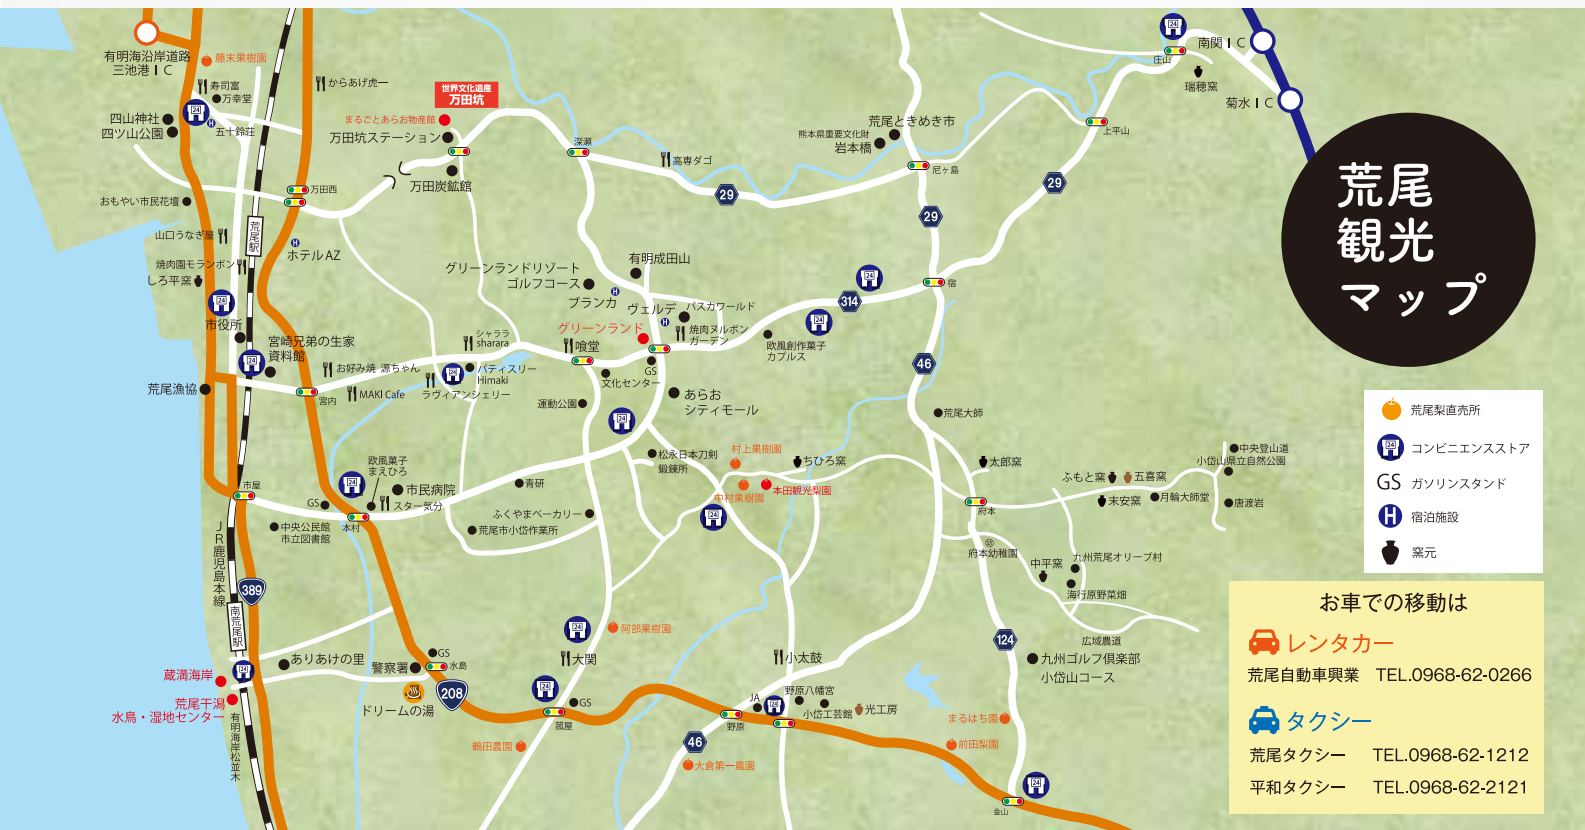 荒尾
観光
マップ
荒尾梨直売所
コンビニエンスストア
GS ガソリンスタンド
H 宿泊施設
窯元
お車での移動は
レンタカー
荒尾自動車興業 TEL.0968-62-0266
タクシー
荒尾タクシー TEL.0968-62-1212
平和タクシー TEL.0968-62-2121
有明海沿岸道路
三池港IC
藤末果樹園
寿司富
万幸堂
四山神社
四ツ山公園
五十鈴荘
からあげ虎一
世界文化遺産
万田坑
まるごとあらお物産館
万田坑ステーション
万田炭鉱館
深瀬
高専ダゴ
29
荒尾ときめき市
熊本県重要文化財
岩本橋
尼ヶ島
上平山
庄山
瑞穂窯
南関IC
菊水IC
29
29
おもやい市民花壇
万田西
山口うなぎ屋
荒尾駅
ホテルAZ
焼肉園モランボン
しろ平窯
市役所
宮崎兄弟の生家
資料館
荒尾漁協
お好み焼 源ちゃん
MAKI Cafe
宮内
グリーンランドリゾート
ゴルフコース
有明成田山
ブランカ
ヴェルデ
パスカワールド
グリーンランド
焼肉ヌルボン
ガーデン
シャララ
sharara
喰堂
パティスリー
Himaki
ラヴィアンシェリー
文化センター
GS
運動公園
あらお
シティモール
欧風創作菓子
カプルス
314
宿
46
荒尾大師
市屋
GS
欧風菓子
まえひろ
市民病院
スター気分
本村
中央公民館
市立図書館
青研
ふくやまベーカリー
荒尾市小岱作業所
松永日本刀剣
鍛錬所
村上果樹園
中村果樹園
本田観光梨園
ちひろ窯
太郎窯
府本
ふもと窯
五喜窯
末安窯
月輪大師堂
中央登山道
小岱山県立自然公園
唐渡岩
府本幼稚園
中平窯
九州荒尾オリーブ村
海行原野菜畑
広域農道
124
九州ゴルフ倶楽部
小岱山コース
JR鹿児島本線
389
南荒尾駅
ありあけの里
蔵満海岸
荒尾干潟
水鳥・湿地センター
有明海岸松並木
警察署
GS
水島
ドリームの湯
208
阿部果樹園
大関
GS
菰屋
鶴田農園
小太鼓
JA
野原八幡宮
小岱工芸館
光工房
野原
46
大倉第一農園
まるはち園
前田梨園
金山